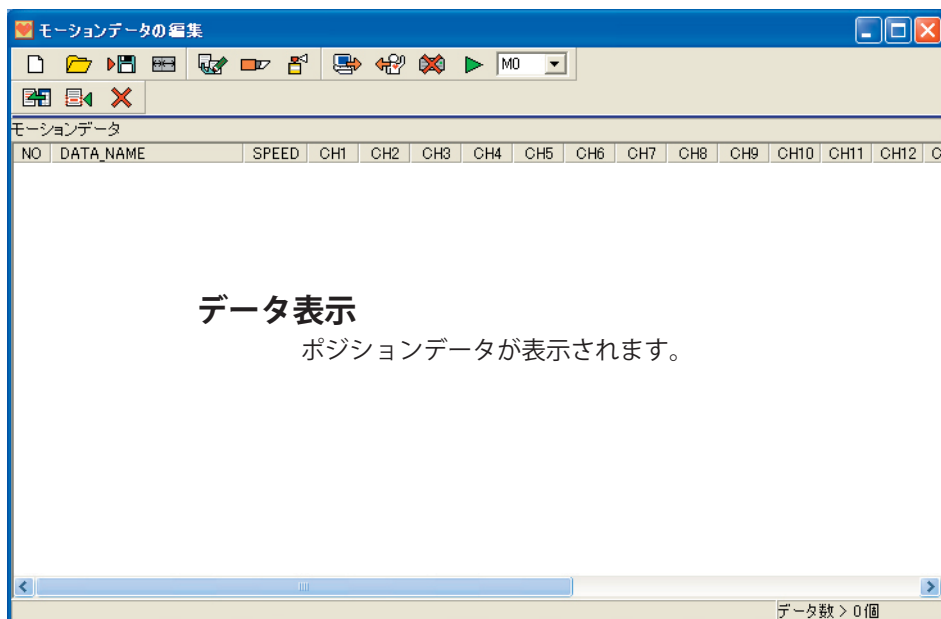 モーションデータの編集
M0
モーションデータ
NO DATA_NAME SPEED CH1 CH2 CH3 CH4 CH5 CH6 CH7 CH8 CH9 CH10 CH11 CH12 C
データ表示
ポジションデータが表示されます。
データ数 > 0個